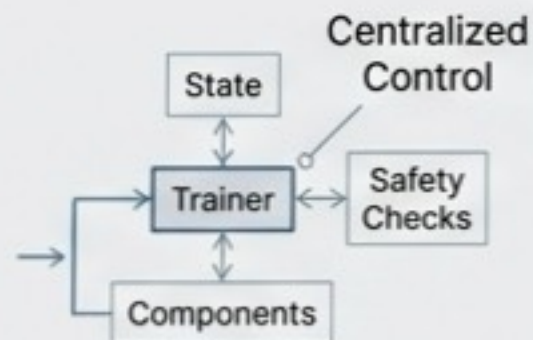 Centralized
Control
State
Trainer
Safety
Checks
Components